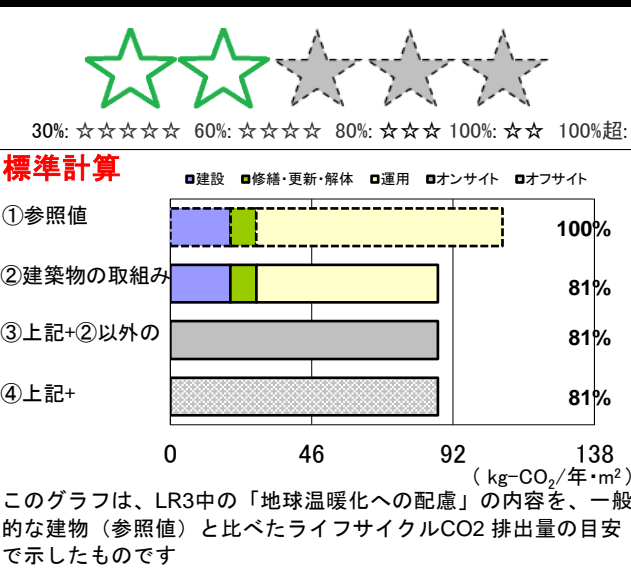 30%: ☆☆☆☆☆ 60%: ☆☆☆☆ 80%: ☆☆☆ 100%: ☆☆ 100%超:
標準計算
建設 修繕・更新・解体 運用 オンサイト オフサイト
①参照値 100%
②建築物の取組み 81%
③上記+②以外の 81%
④上記+ 81%
0 46 92 138
( kg-CO₂/年・m² )
このグラフは、LR3中の「地球温暖化への配慮」の内容を、一般
的な建物（参照値）と比べたライフサイクルCO2 排出量の目安
で示したものです